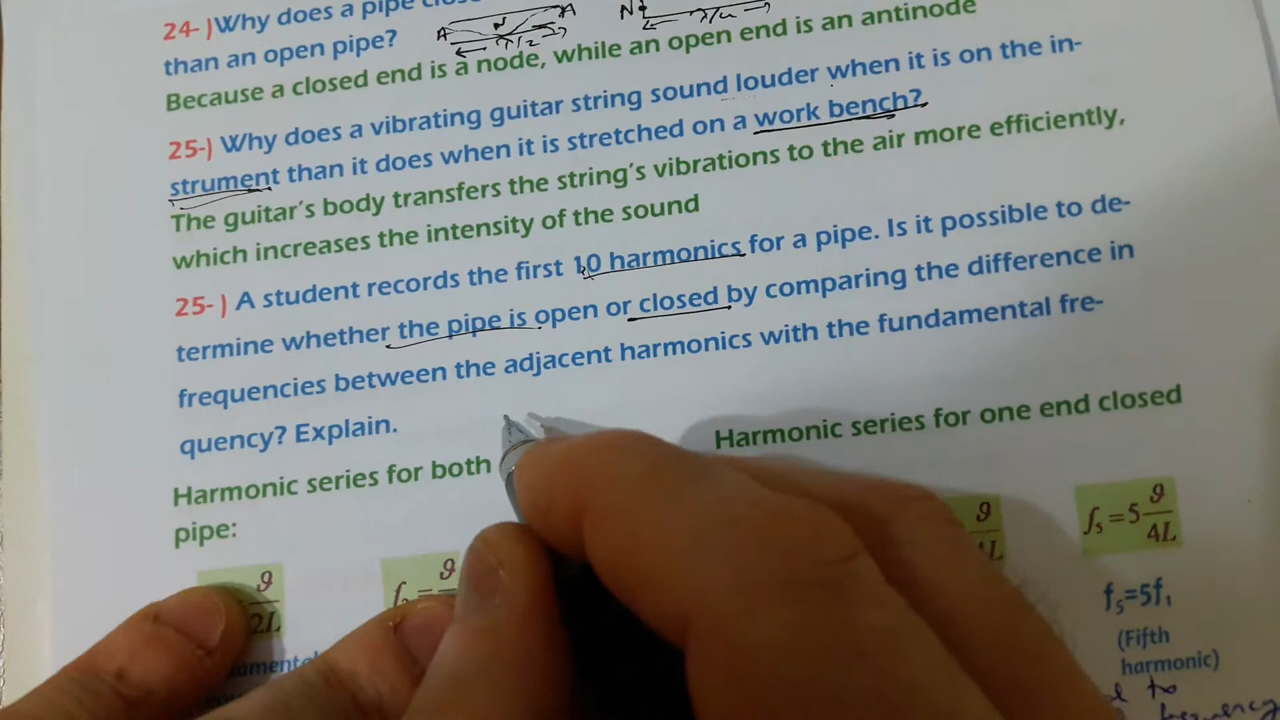 24- )Why does a pipe
than an open pipe?
A N A N λ/2 λ/4
Because a closed end is a node, while an open end is an antinode
25-) Why does a vibrating guitar string sound louder when it is on the in-
strument than it does when it is stretched on a work bench?
The guitar's body transfers the string's vibrations to the air more efficiently,
which increases the intensity of the sound
25- ) A student records the first 10 harmonics for a pipe. Is it possible to de-
termine whether the pipe is open or closed by comparing the difference in
frequencies between the adjacent harmonics with the fundamental fre-
quency? Explain.
Harmonic series for both
Harmonic series for one end closed
pipe:
ϑ
2L
ϑ
ϑ
f₅=5 ϑ/4L
f₅=5f₁
(Fifth
harmonic)
to